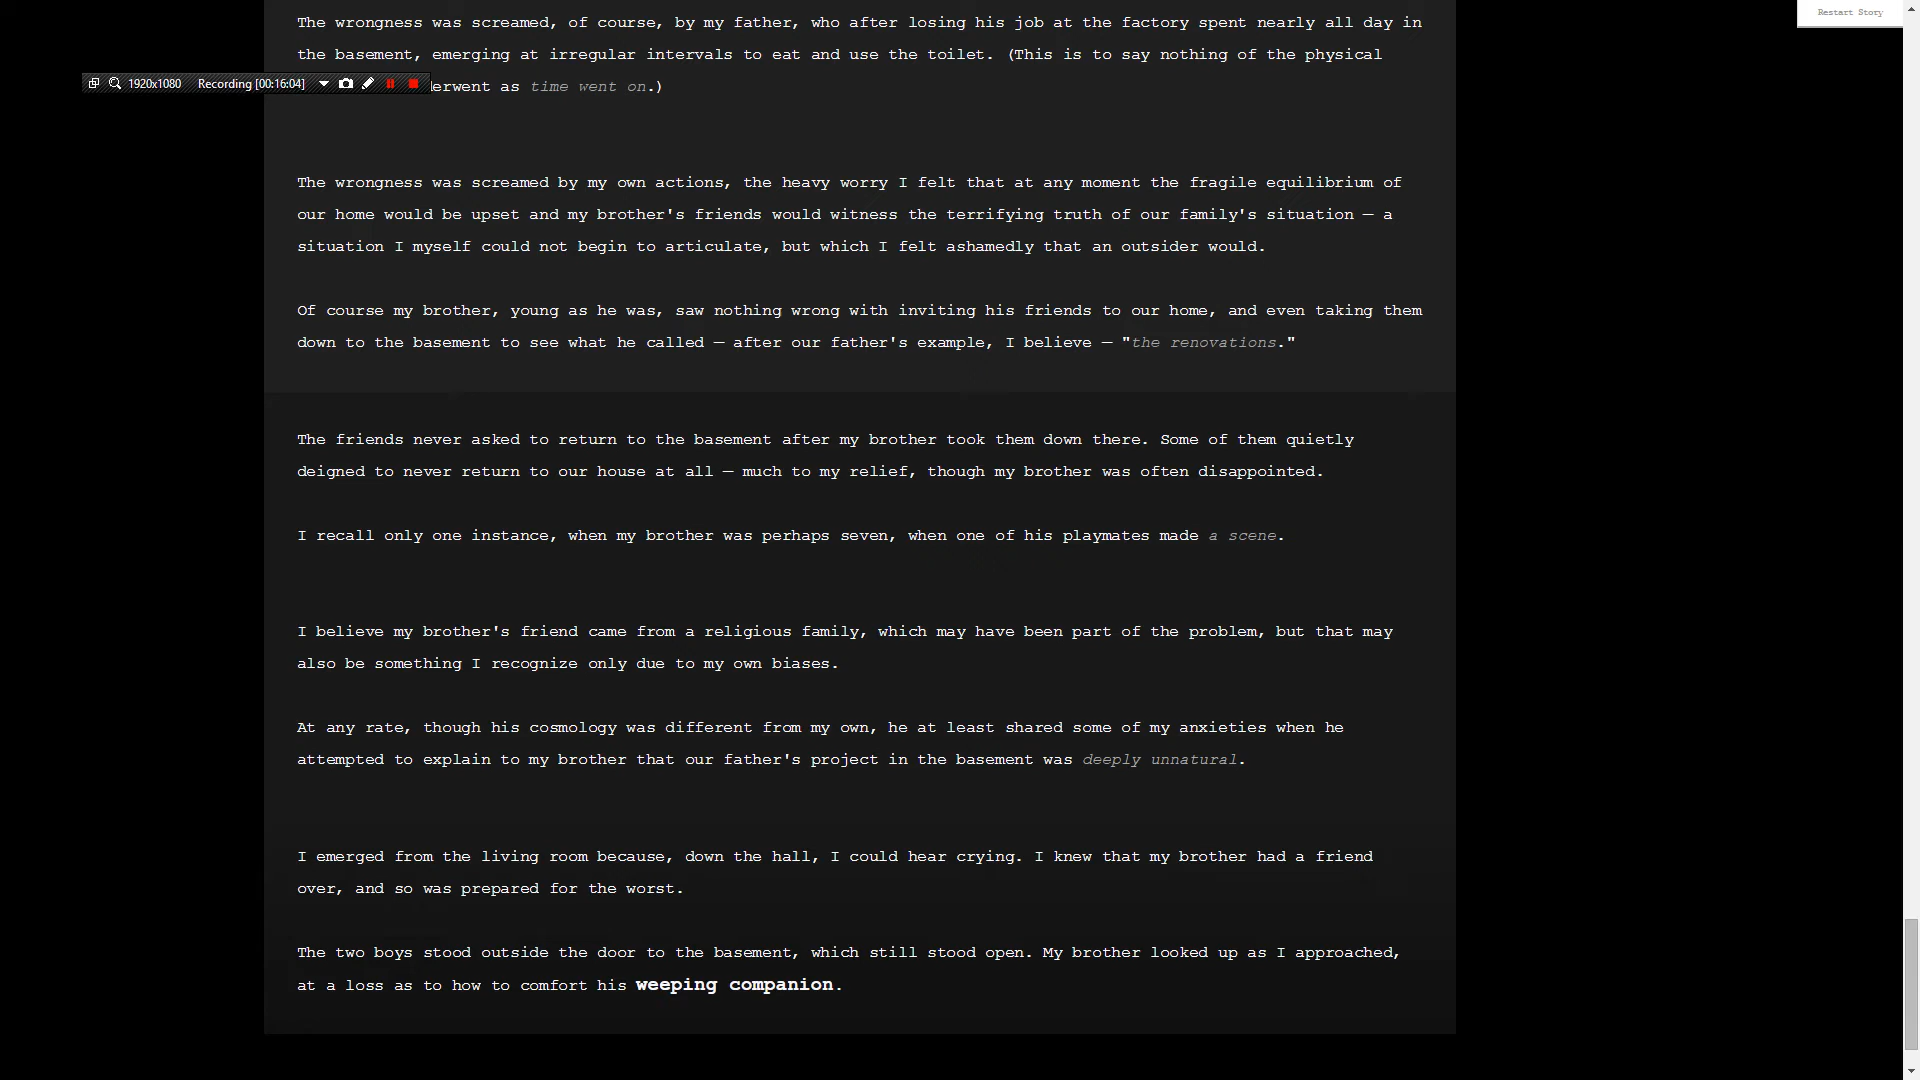 Restart Story
The wrongness was screamed, of course, by my father, who after losing his job at the factory spent nearly all day in
the basement, emerging at irregular intervals to eat and use the toilet. (This is to say nothing of the physical
1920x1080 Recording [00:16:04]
erwent as time went on.)
The wrongness was screamed by my own actions, the heavy worry I felt that at any moment the fragile equilibrium of
our home would be upset and my brother's friends would witness the terrifying truth of our family's situation — a
situation I myself could not begin to articulate, but which I felt ashamedly that an outsider would.
Of course my brother, young as he was, saw nothing wrong with inviting his friends to our home, and even taking them
down to the basement to see what he called — after our father's example, I believe — "the renovations."
The friends never asked to return to the basement after my brother took them down there. Some of them quietly
deigned to never return to our house at all — much to my relief, though my brother was often disappointed.
I recall only one instance, when my brother was perhaps seven, when one of his playmates made a scene.
I believe my brother's friend came from a religious family, which may have been part of the problem, but that may
also be something I recognize only due to my own biases.
At any rate, though his cosmology was different from my own, he at least shared some of my anxieties when he
attempted to explain to my brother that our father's project in the basement was deeply unnatural.
I emerged from the living room because, down the hall, I could hear crying. I knew that my brother had a friend
over, and so was prepared for the worst.
The two boys stood outside the door to the basement, which still stood open. My brother looked up as I approached,
at a loss as to how to comfort his weeping companion.